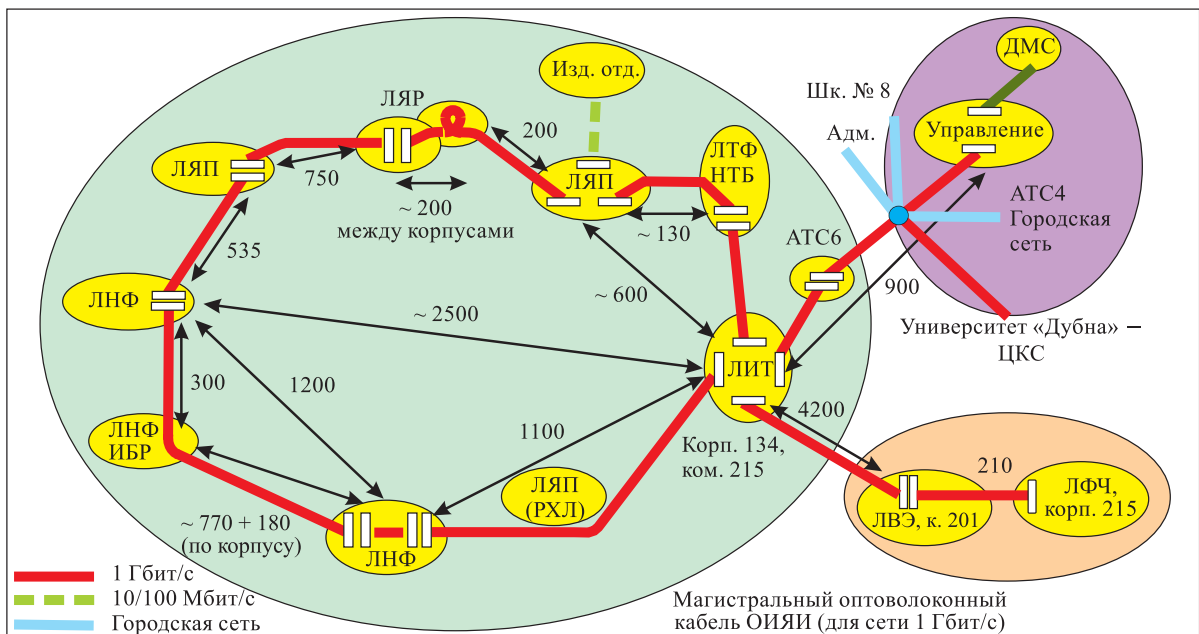 Изд. отд.
ДМС
Шк. № 8
ЛЯР
200
Адм.
Управление
ЛТФ
НТБ
ЛЯП
750
ЛЯП
~ 200
между корпусами
~ 130
АТС4
Городская
сеть
АТС6
535
900
ЛНФ
~ 2500
~ 600
Университет «Дубна» –
ЦКС
ЛИТ
300
1200
4200
1100
Корп. 134,
ком. 215
ЛНФ
ИБР
ЛЯП
(РХЛ)
210
ЛФЧ,
корп. 215
ЛВЭ, к. 201
~ 770 + 180
(по корпусу)
ЛНФ
1 Гбит/с
10/100 Мбит/с
Городская сеть
Магистральный оптоволоконный
кабель ОИЯИ (для сети 1 Гбит/с)